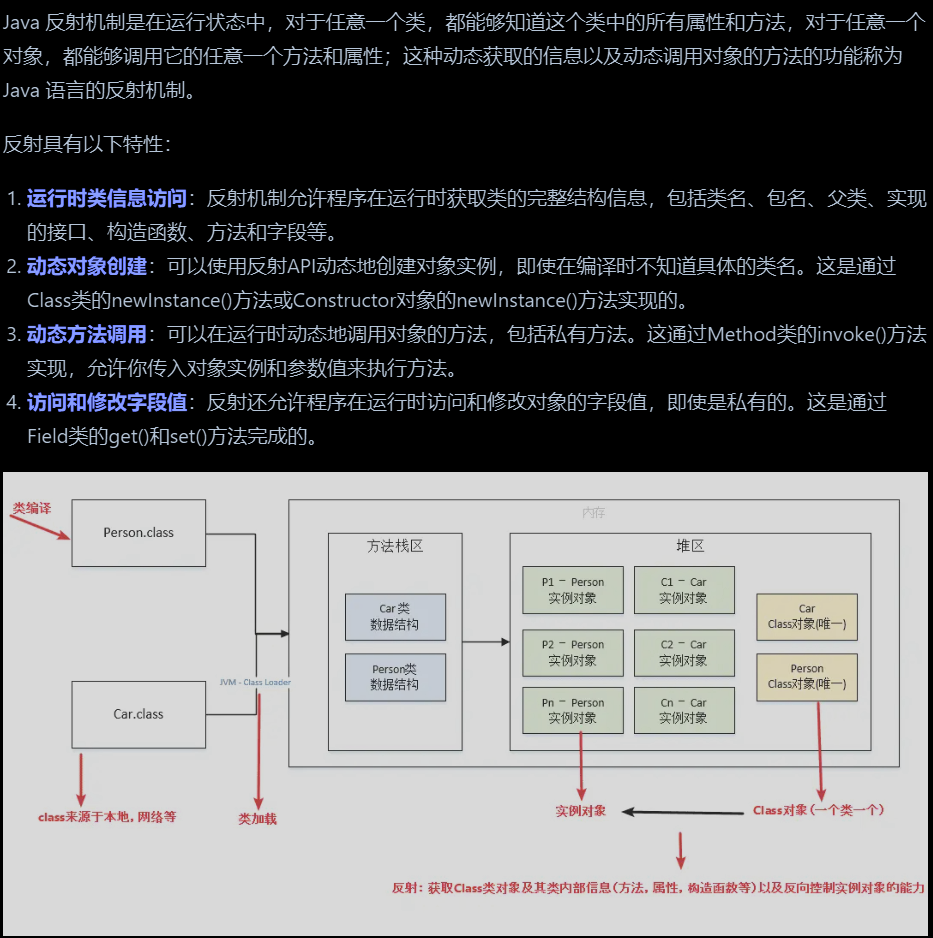 Java 反射机制是在运行状态中，对于任意一个类，都能够知道这个类中的所有属性和方法，对于任意一个
对象，都能够调用它的任意一个方法和属性；这种动态获取的信息以及动态调用对象的方法的功能称为
Java 语言的反射机制。
反射具有以下特性：
1. 运行时类信息访问：反射机制允许程序在运行时获取类的完整结构信息，包括类名、包名、父类、实现
的接口、构造函数、方法和字段等。
2. 动态对象创建：可以使用反射API动态地创建对象实例，即使在编译时不知道具体的类名。这是通过
Class类的newInstance()方法或Constructor对象的newInstance()方法实现的。
3. 动态方法调用：可以在运行时动态地调用对象的方法，包括私有方法。这通过Method类的invoke()方法
实现，允许你传入对象实例和参数值来执行方法。
4. 访问和修改字段值：反射还允许程序在运行时访问和修改对象的字段值，即使是私有的。这是通过
Field类的get()和set()方法完成的。
类编译
Person.class
Car.class
JVM - Class Loader
class来源于本地，网络等
类加载
内存
方法栈区
Car 类
数据结构
Person类
数据结构
堆区
P1 － Person
实例对象
C1 － Car
实例对象
P2 － Person
实例对象
C2 － Car
实例对象
Pn － Person
实例对象
Cn － Car
实例对象
Car
Class对象(唯一)
Person
Class对象(唯一)
实例对象
Class对象（一个类一个）
反射：获取Class类对象及其类内部信息（方法，属性，构造函数等）以及反向控制实例对象的能力